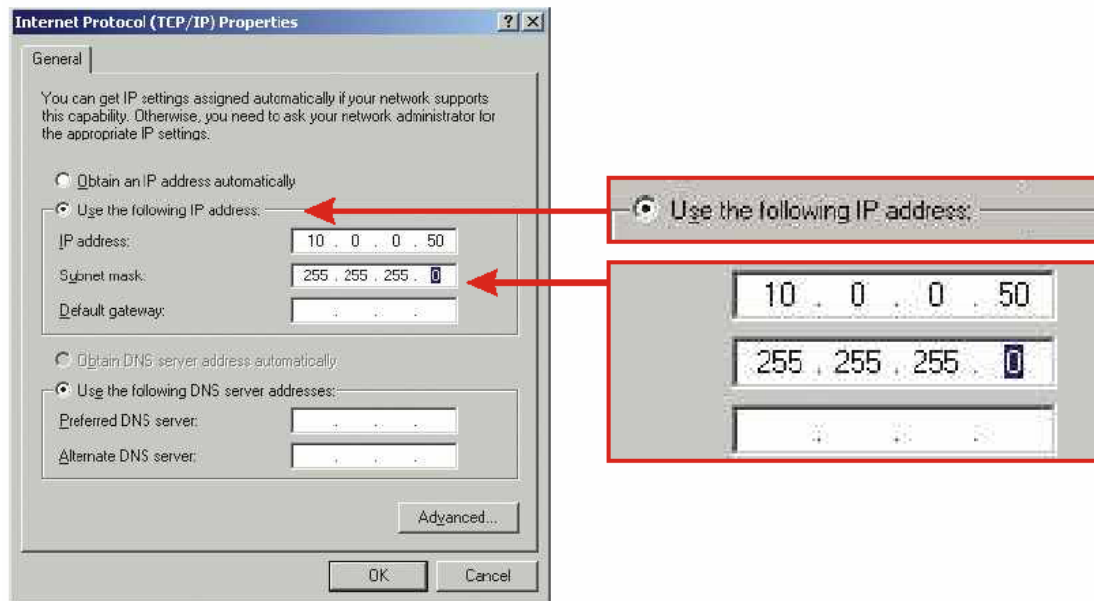 Internet Protocol (TCP/IP) Properties
General
You can get IP settings assigned automatically if your network supports
this capability. Otherwise, you need to ask your network administrator for
the appropriate IP settings.
Obtain an IP address automatically
Use the following IP address:
IP address:
10 . 0 . 0 . 50
Subnet mask:
255 . 255 . 255 . 0
Default gateway:
. . .
Obtain DNS server address automatically
Use the following DNS server addresses:
Preferred DNS server:
. . .
Alternate DNS server:
. . .
Advanced...
OK
Cancel
Use the following IP address:
10 . 0 . 0 . 50
255 . 255 . 255 . 0
. . .